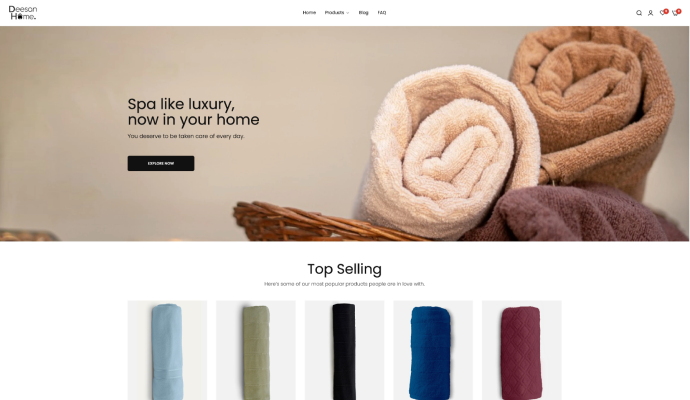 Deesan
Home.
Home Products Blog FAQ
0 0
Spa like luxury,
now in your home
You deserve to be taken care of every day.
EXPLORE NOW
Top Selling
Here's some of our most popular products people are in love with.